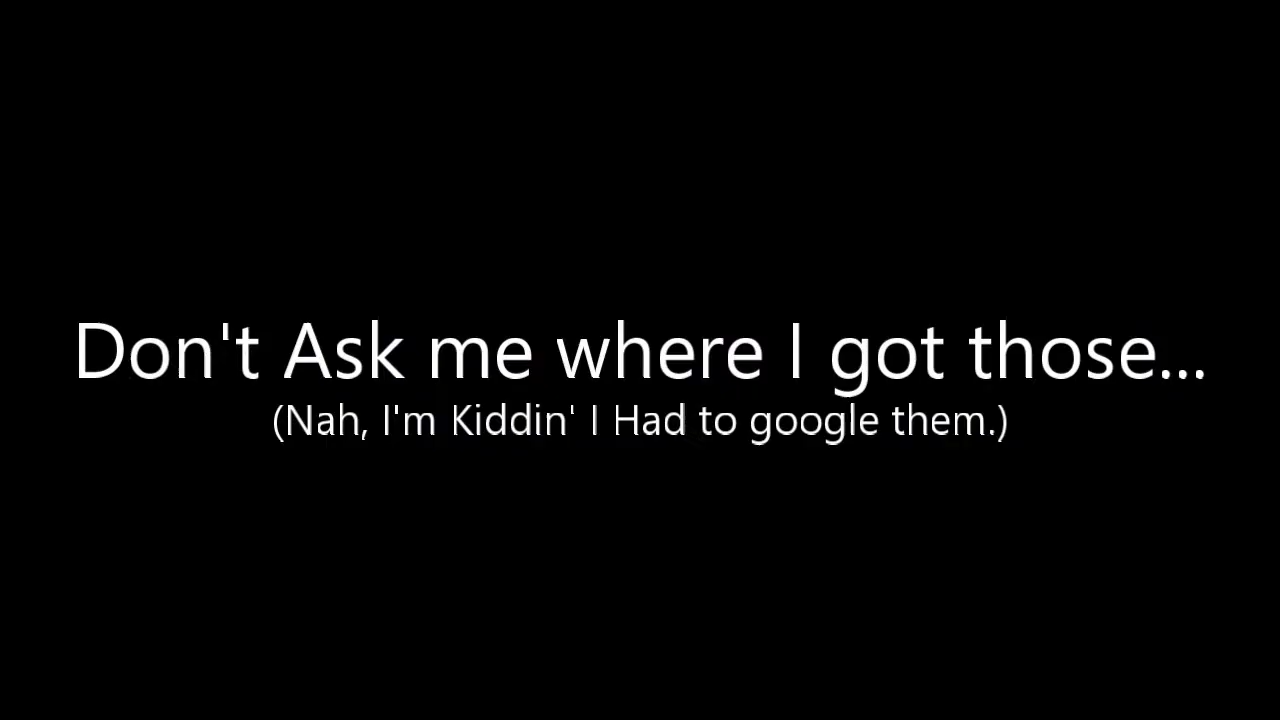 Don't Ask me where I got those...
(Nah, I'm Kiddin' I Had to google them.)